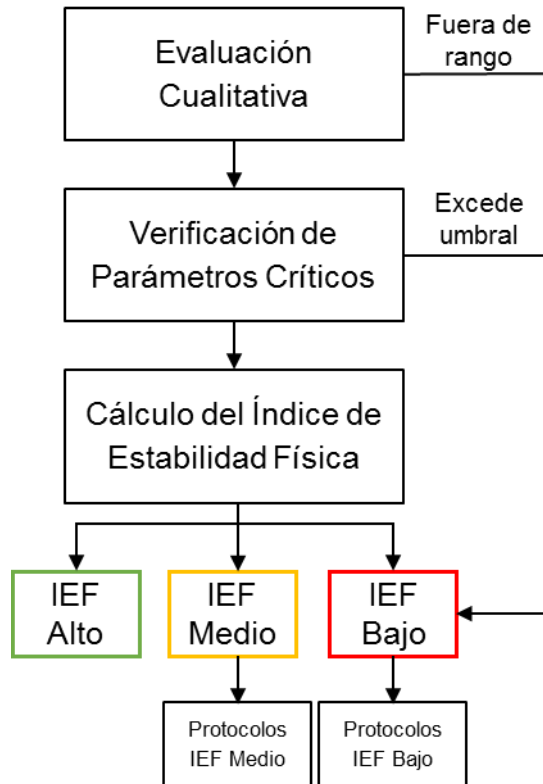 Evaluación
Cualitativa
Fuera de
rango
Verificación de
Parámetros Críticos
Excede
umbral
Cálculo del Índice de
Estabilidad Física
IEF
Alto
IEF
Medio
IEF
Bajo
Protocolos
IEF Medio
Protocolos
IEF Bajo